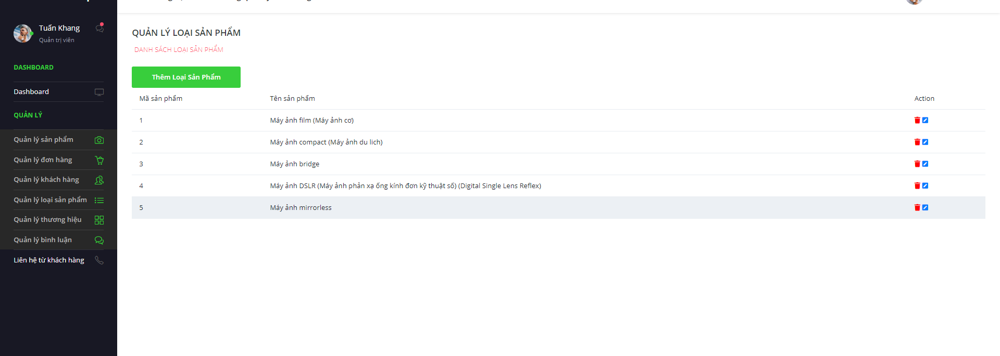 Tuấn Khang
Quản trị viên
DASHBOARD
Dashboard
QUẢN LÝ
Quản lý sản phẩm
Quản lý đơn hàng
Quản lý khách hàng
Quản lý loại sản phẩm
Quản lý thương hiệu
Quản lý bình luận
Liên hệ từ khách hàng
QUẢN LÝ LOẠI SẢN PHẨM
DANH SÁCH LOẠI SẢN PHẨM
Thêm Loại Sản Phẩm
Mã sản phẩm Tên sản phẩm Action
1 Máy ảnh film (Máy ảnh cơ)
2 Máy ảnh compact (Máy ảnh du lich)
3 Máy ảnh bridge
4 Máy ảnh DSLR (Máy ảnh phản xạ ống kính đơn kỹ thuật số) (Digital Single Lens Reflex)
5 Máy ảnh mirrorless